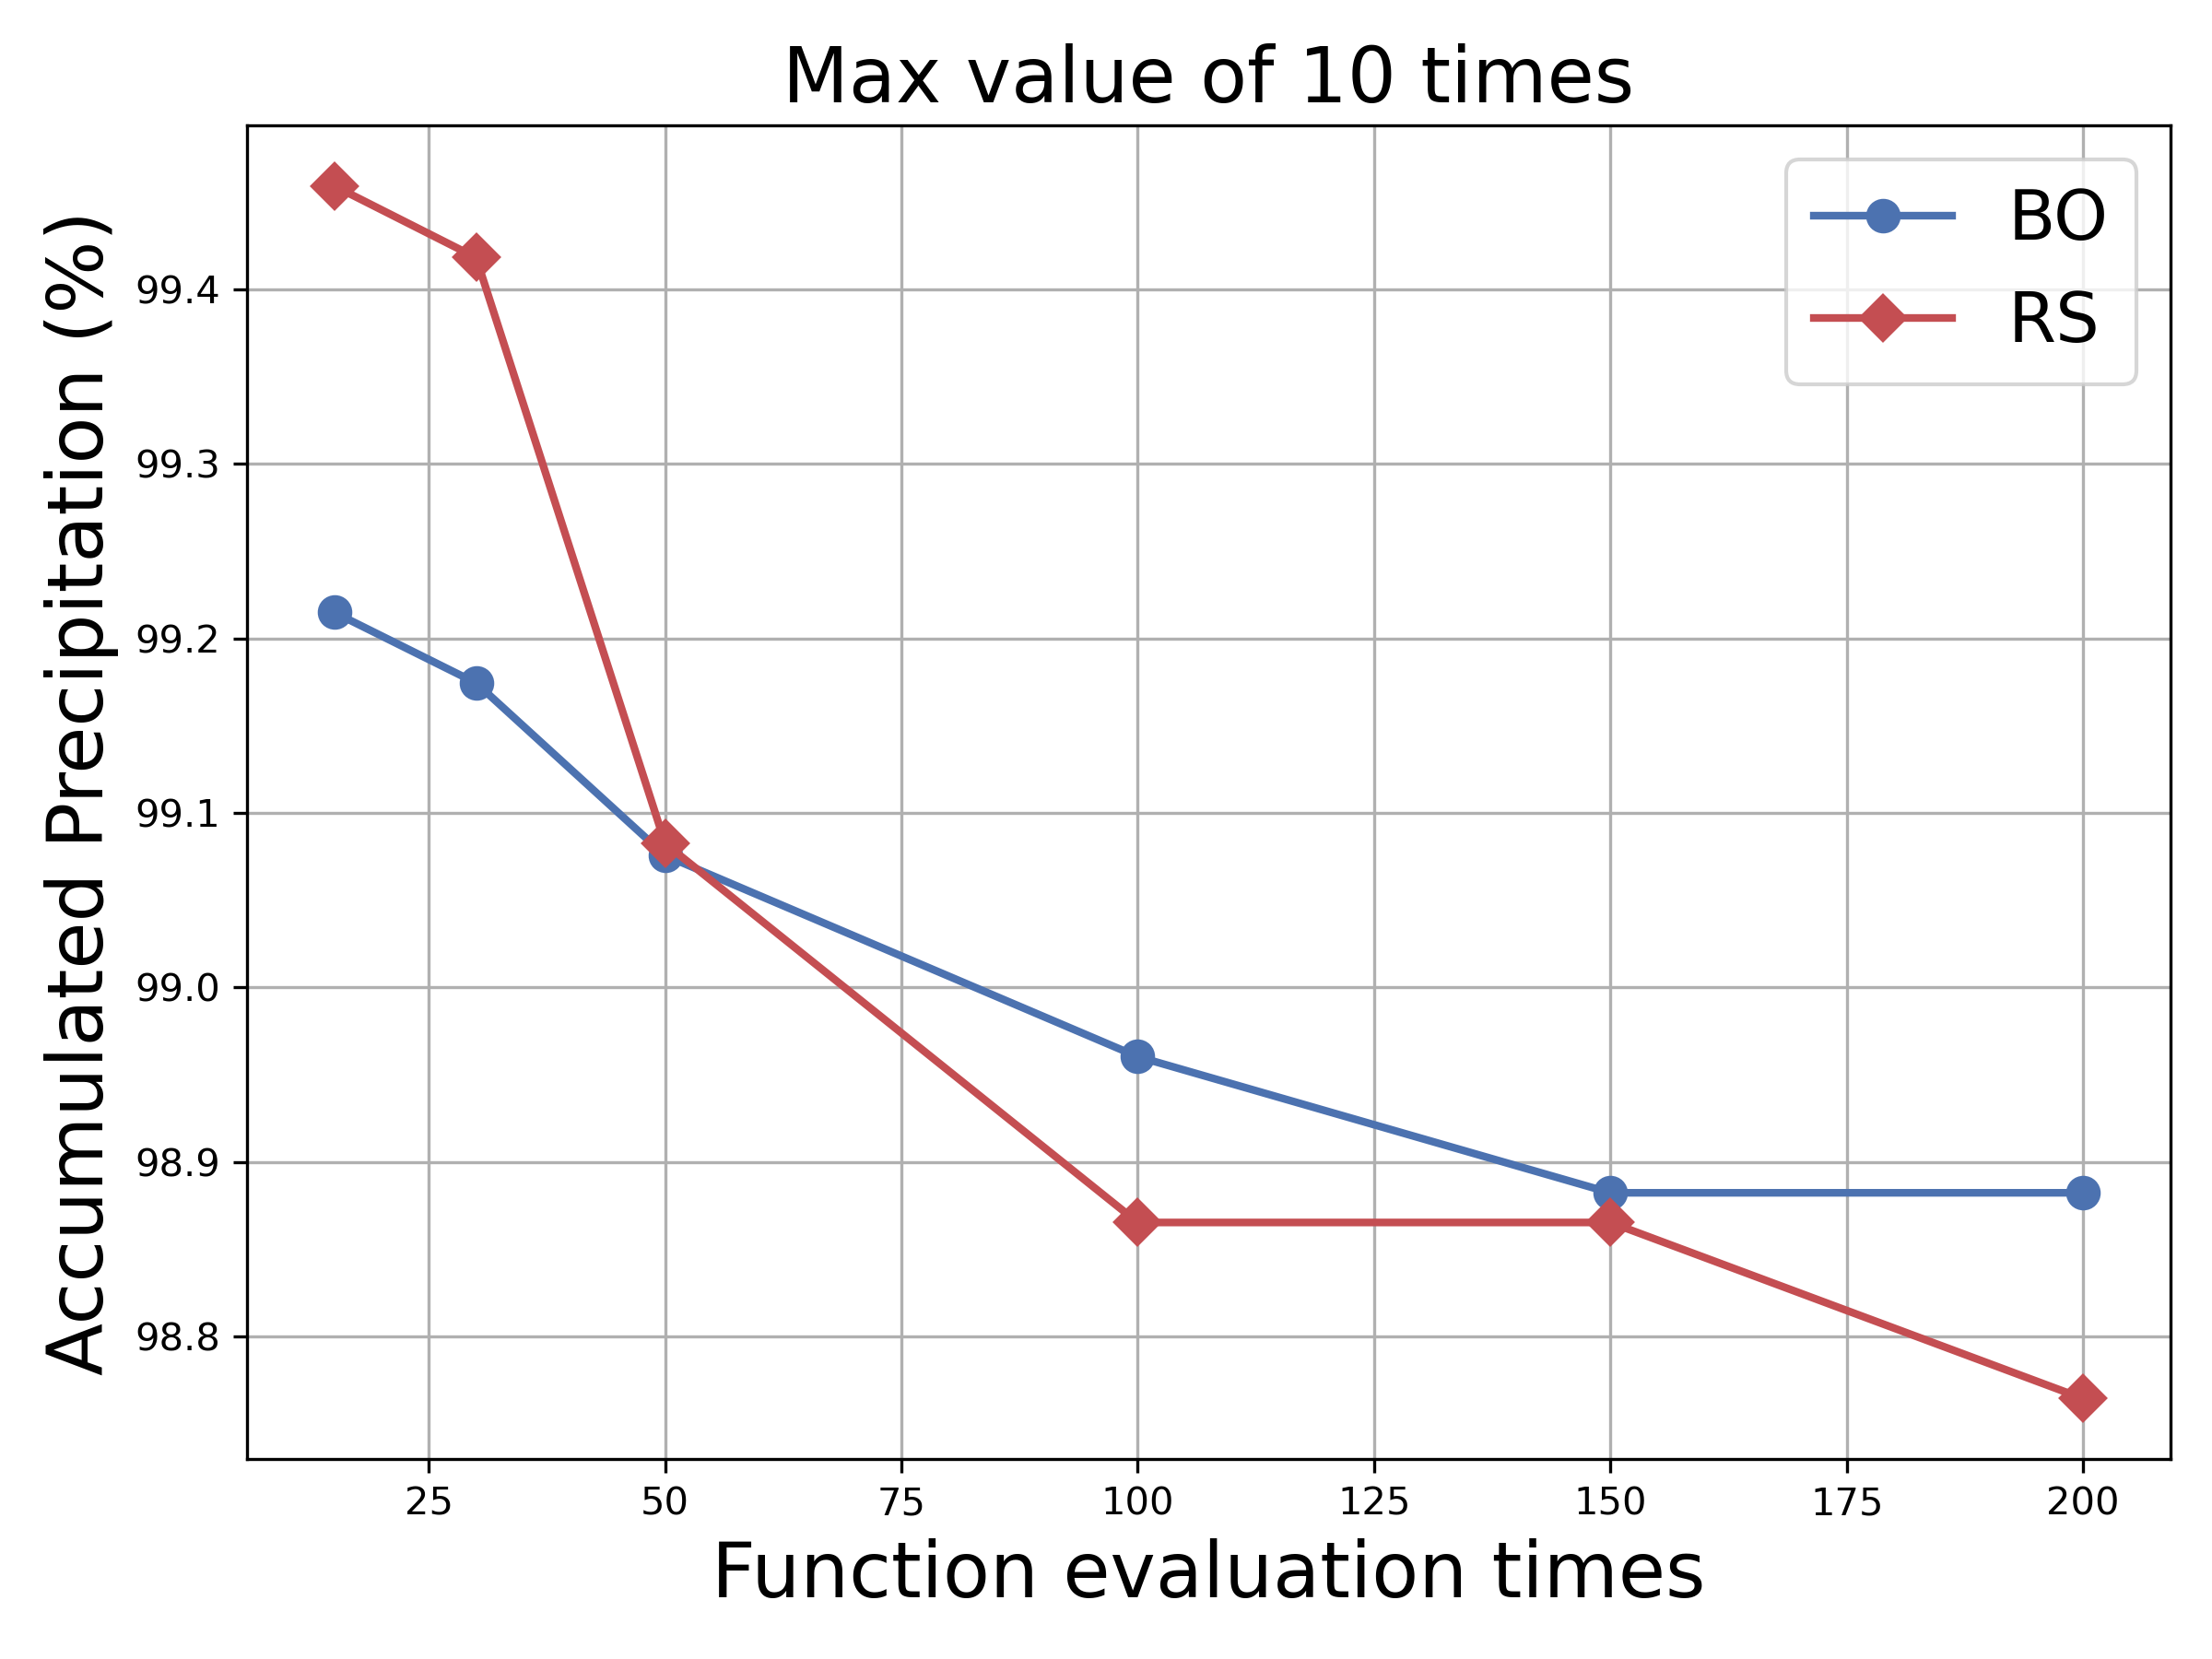 Max value of 10 times
BO
RS
Accumulated Precipitation (%)
99.4
99.3
99.2
99.1
99.0
98.9
98.8
25 50 75 100 125 150 175 200
Function evaluation times